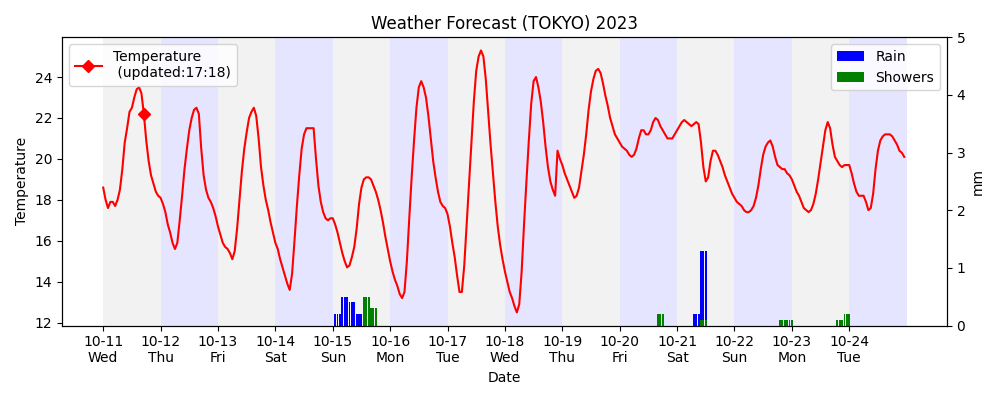 Weather Forecast (TOKYO) 2023
Temperature
(updated:17:18)
Rain
Showers
Temperature
24
22
20
18
16
14
12
5
4
3
2
1
0
mm
10-11 10-12 10-13 10-14 10-15 10-16 10-17 10-18 10-19 10-20 10-21 10-22 10-23 10-24
Wed Thu Fri Sat Sun Mon Tue Wed Thu Fri Sat Sun Mon Tue
Date